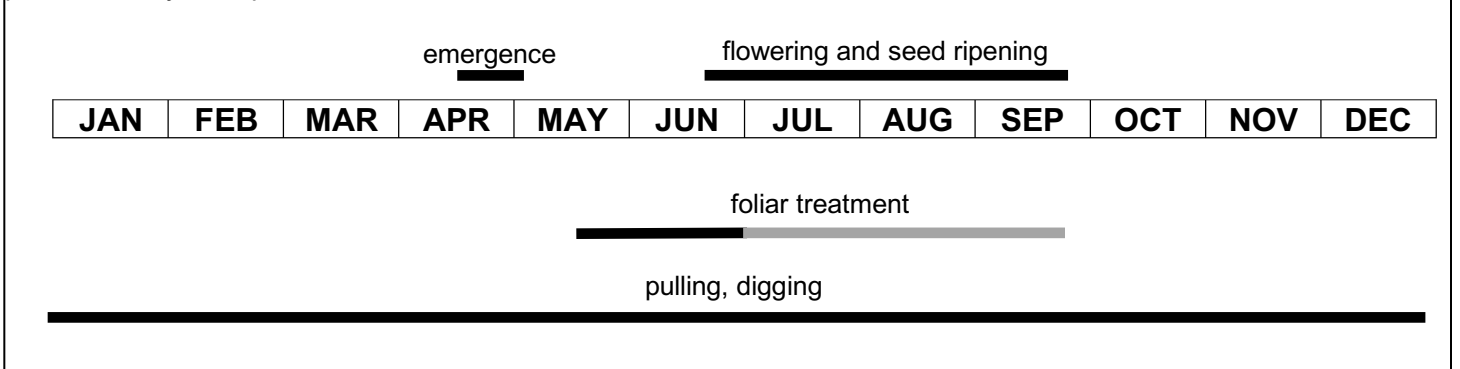 emergence
flowering and seed ripening
JAN FEB MAR APR MAY JUN JUL AUG SEP OCT NOV DEC
foliar treatment
pulling, digging